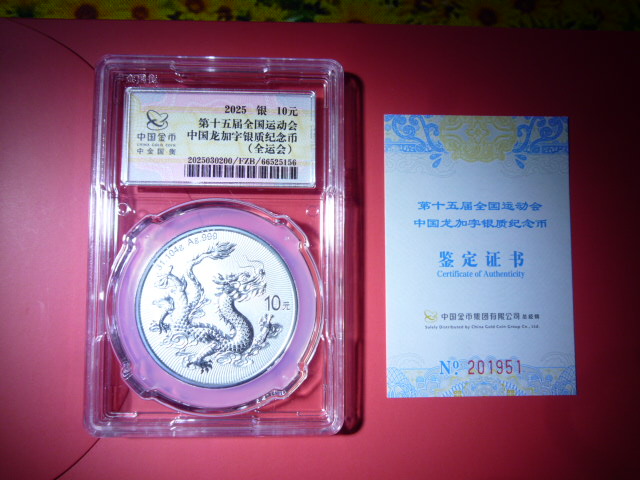 2025 银 10元
第十五届全国运动会
中国龙加字银质纪念币
(全运会)
中国金币
CHINA GOLD COIN
中金国衡
2025030200/FZB/66525156
31.104g Ag.999
10元
第十五届全国运动会
中国龙加字银质纪念币
鉴定证书
Certificate of Authenticity
中国金币集团有限公司总经销
Solely Distributed by China Gold Coin Group Co., Ltd.
No 201951